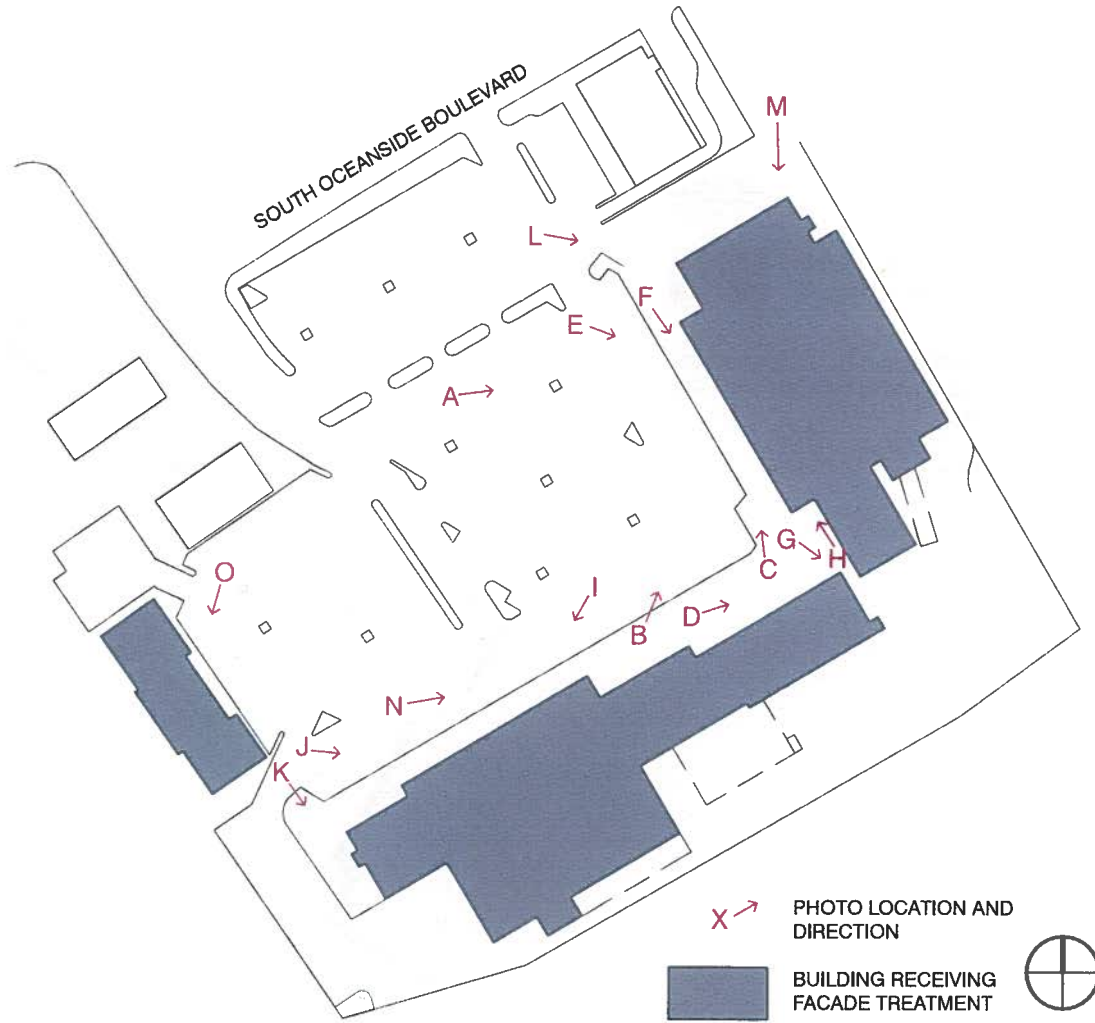 SOUTH OCEANSIDE BOULEVARD
M
L
F
E
A
G
H
C
O
I
B
D
N
J
K
X
PHOTO LOCATION AND
DIRECTION
BUILDING RECEIVING
FACADE TREATMENT